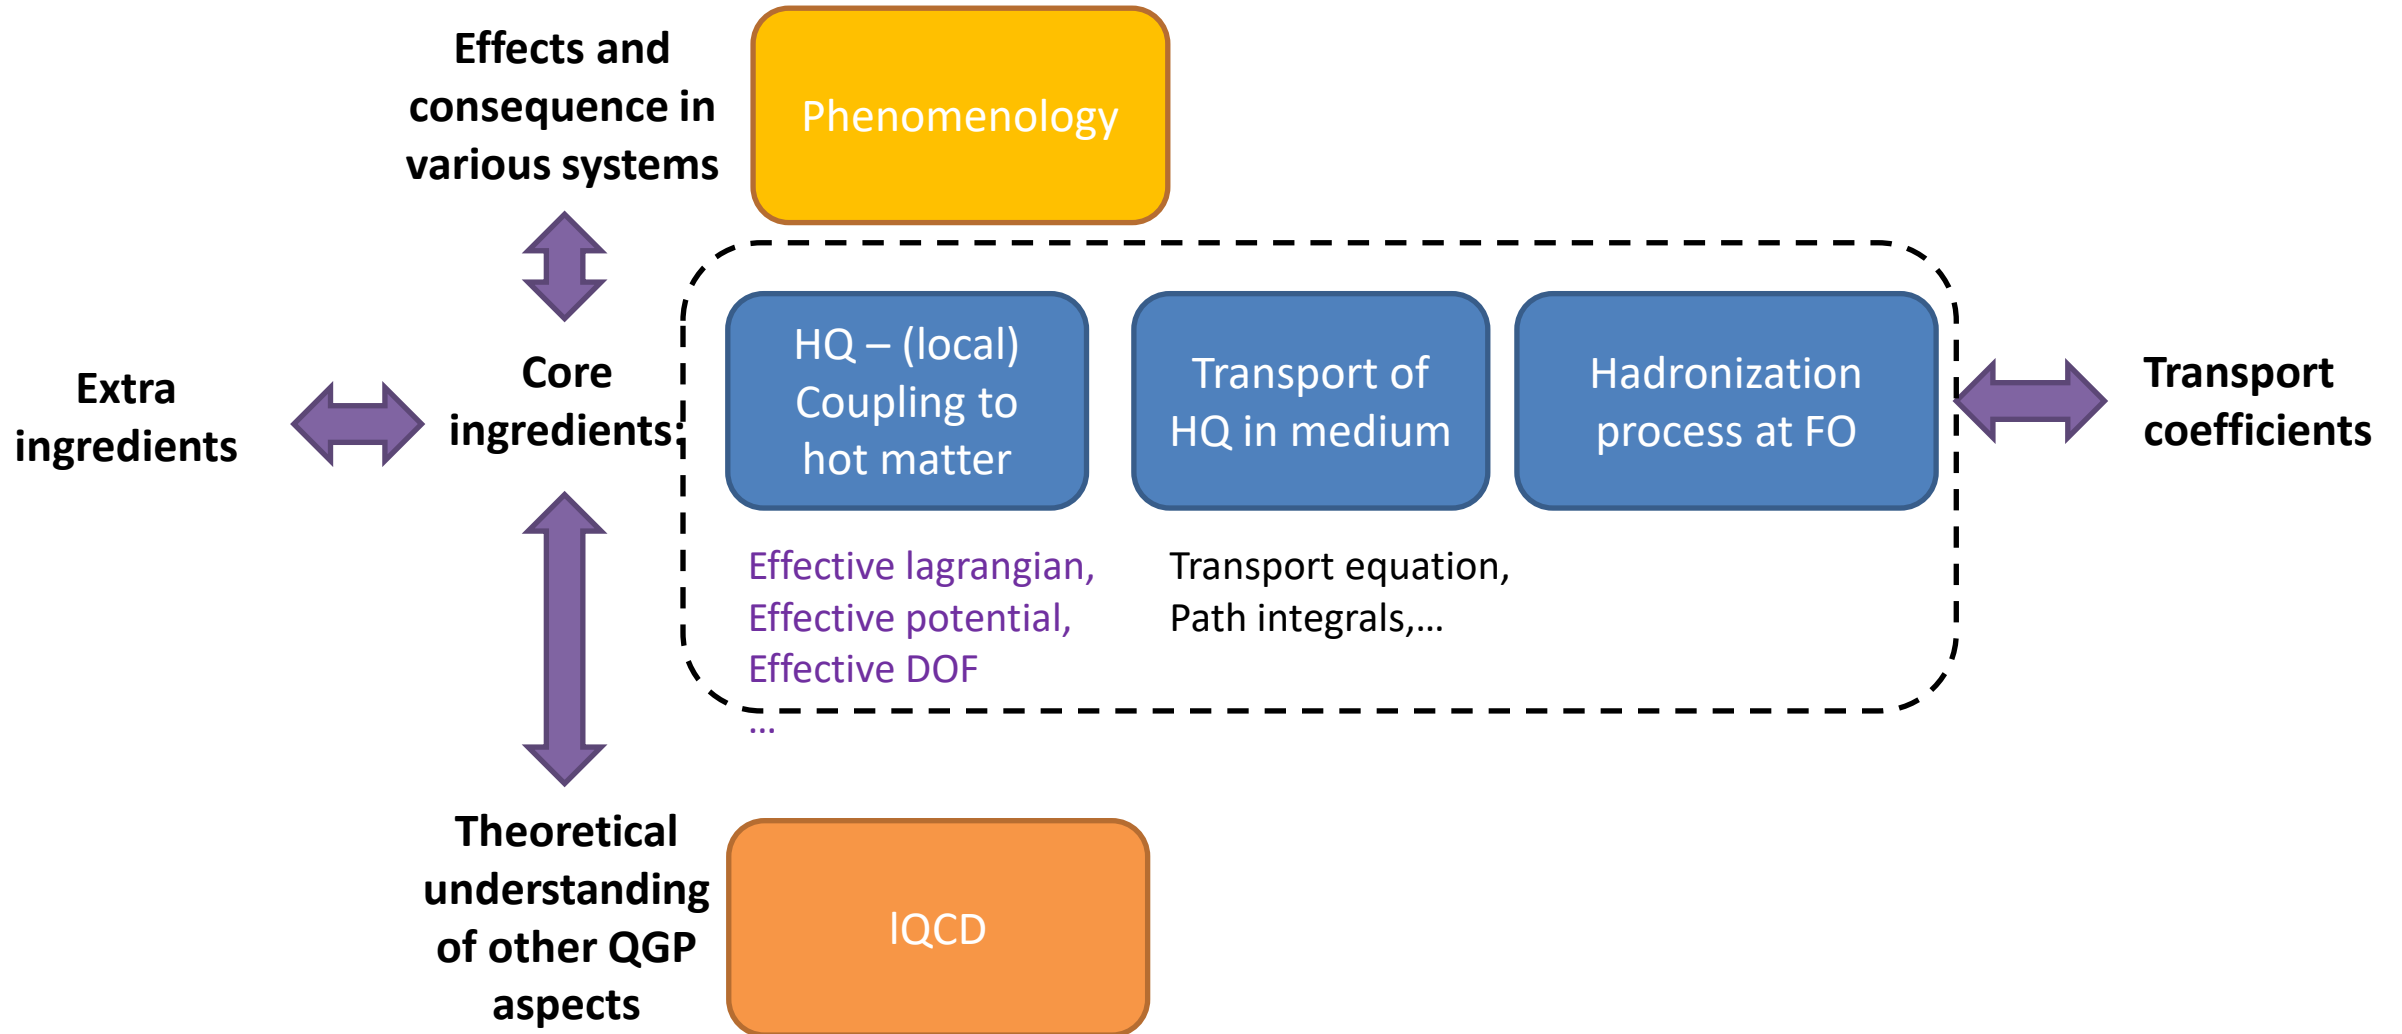 Effects and
consequence in
various systems
Phenomenology
Extra
ingredients
Core
ingredients:
HQ – (local)
Coupling to
hot matter
Transport of
HQ in medium
Hadronization
process at FO
Transport
coefficients
Effective lagrangian,
Effective potential,
Effective DOF
...
Transport equation,
Path integrals,...
Theoretical
understanding
of other QGP
aspects
lQCD